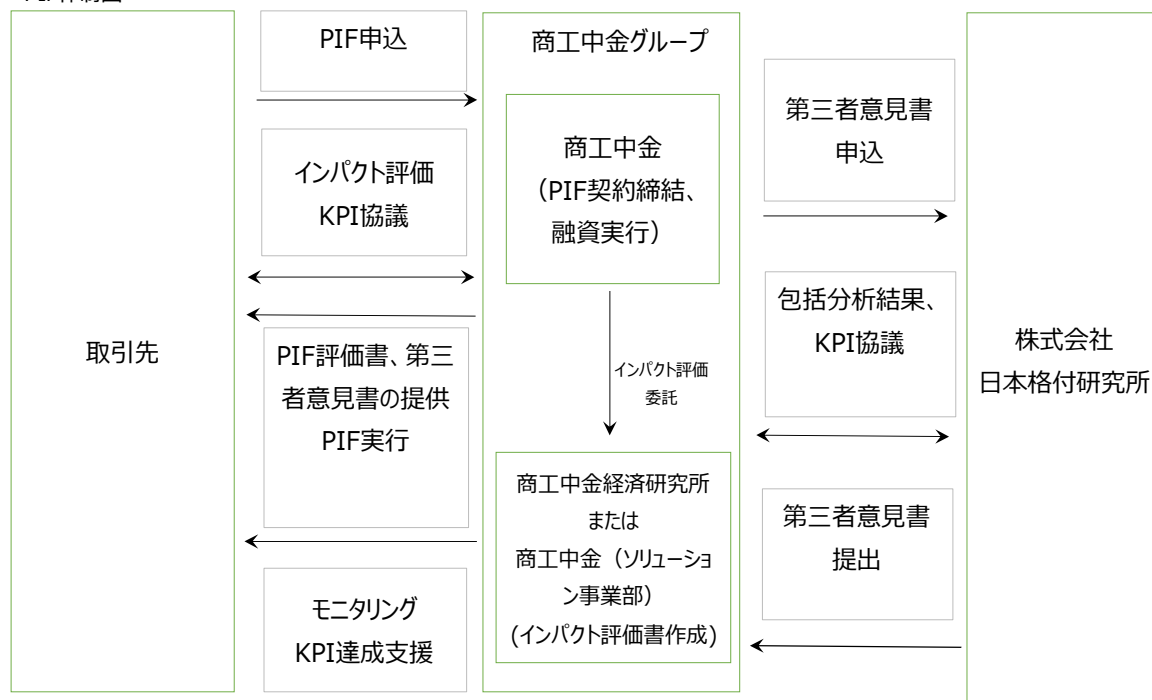 PIF申込
インパクト評価
KPI協議
取引先
PIF評価書、第三
者意見書の提供
PIF実行
モニタリング
KPI達成支援
商工中金グループ
商工中金
（PIF契約締結、
融資実行）
インパクト評価
委託
商工中金経済研究所
または
商工中金（ソリューショ
ン事業部）
(インパクト評価書作成)
第三者意見書
申込
包括分析結果、
KPI協議
第三者意見書
提出
株式会社
日本格付研究所